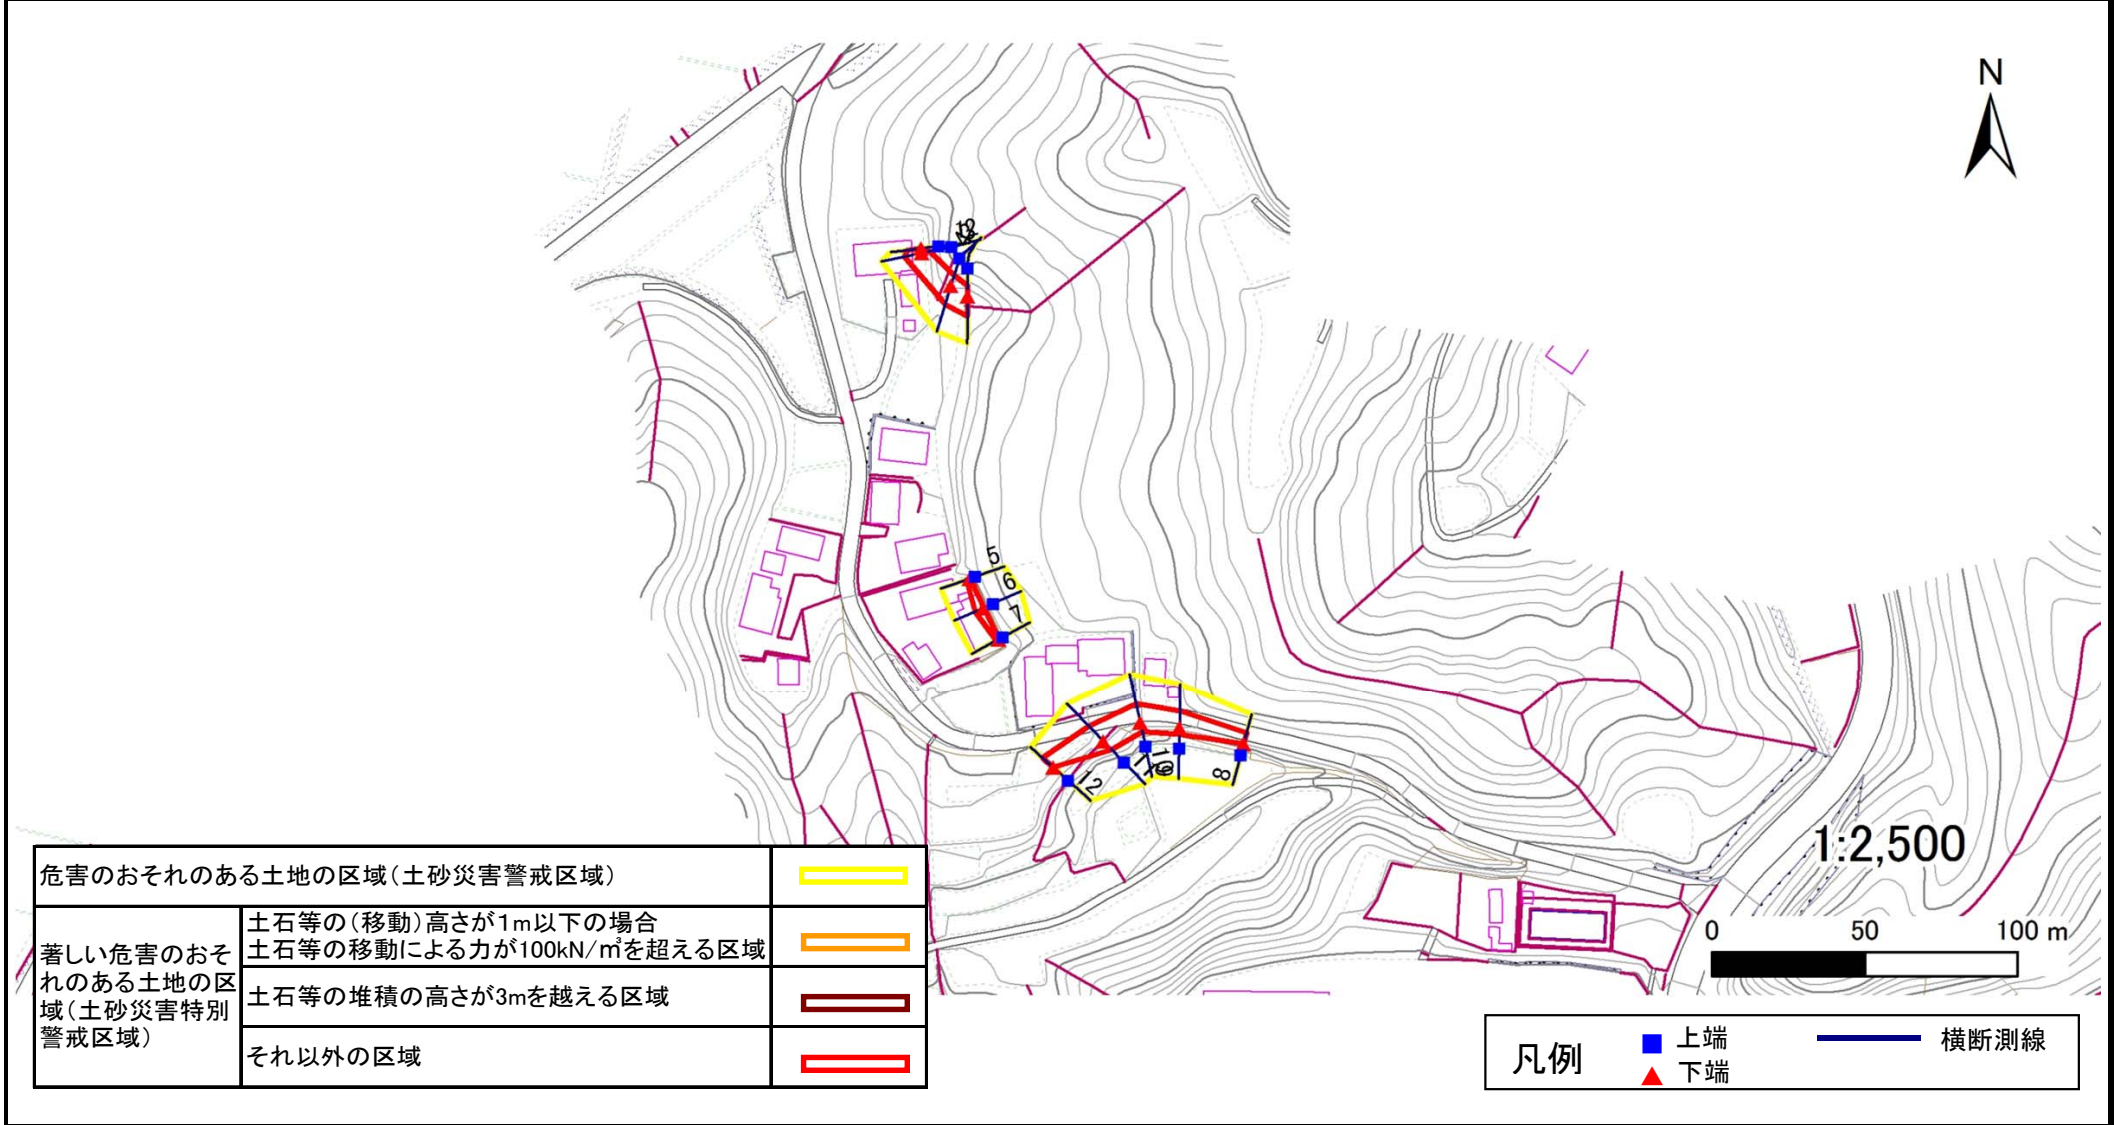 N
5
6
7
8
12
1:2,500
0 50 100 m
危害のおそれのある土地の区域(土砂災害警戒区域)
著しい危害のおそ
れのある土地の区
域(土砂災害特別
警戒区域)
土石等の(移動)高さが1m以下の場合
土石等の移動による力が100kN/㎡を超える区域
土石等の堆積の高さが3mを越える区域
それ以外の区域
凡例
上端
下端
横断測線